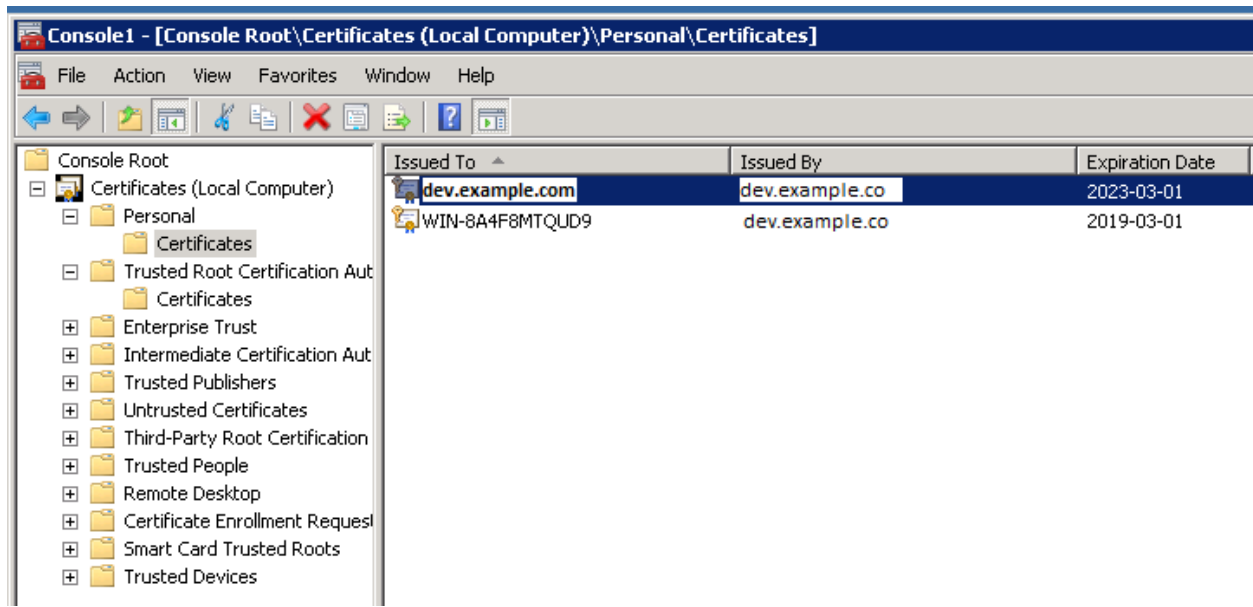 Console1 - [Console Root\Certificates (Local Computer)\Personal\Certificates]
File Action View Favorites Window Help
Console Root
Certificates (Local Computer)
Personal
Certificates
Trusted Root Certification Aut
Certificates
Enterprise Trust
Intermediate Certification Aut
Trusted Publishers
Untrusted Certificates
Third-Party Root Certification
Trusted People
Remote Desktop
Certificate Enrollment Request
Smart Card Trusted Roots
Trusted Devices
Issued To Issued By Expiration Date
dev.example.com dev.example.co 2023-03-01
WIN-8A4F8MTQUD9 dev.example.co 2019-03-01